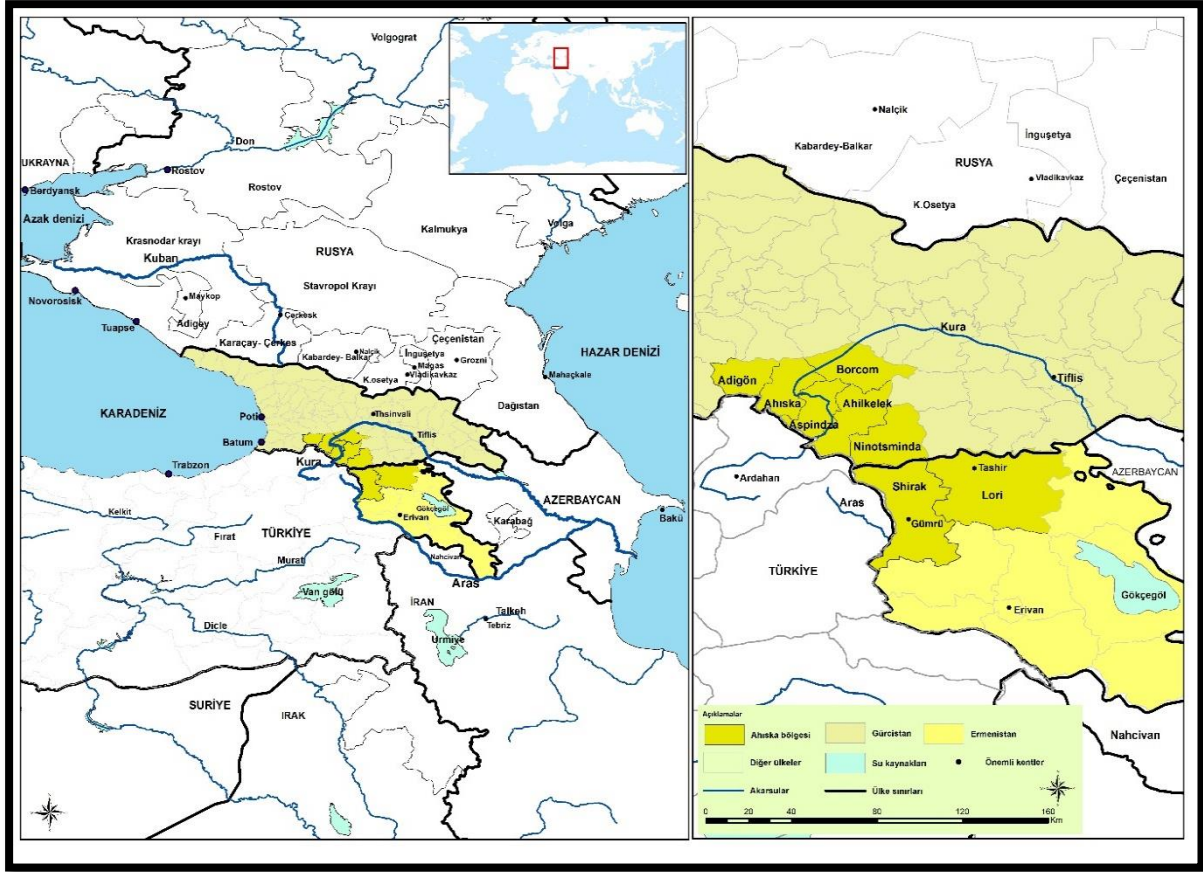 Volgograt
Don
UKRAYNA
Rostov
Berdyansk
Rostov
Azak denizi
Kalmukya
Volga
Krasnodar krayı
Kuban
RUSYA
Stavropol Krayı
Novorosisk
Maykop
Tuapse
Adigey
Çerkesk
Karaçay- Çerkes
Çeçenistan
Nalçik
İnguşetya
Kabardey- Balkar
Grozni
Magas
Vladikavkaz
K.osetya
HAZAR DENİZİ
Mahaçkale
Dağıstan
KARADENİZ
Poti
Thsinvali
Batum
Tiflis
Trabzon
Kura
AZERBAYCAN
Gökçegöl
Karabağ
Bakü
Erivan
Kelkit
TÜRKİYE
Fırat
Murat
Nahcivan
Aras
Van gölü
İRAN
Talkeh
Tebriz
Urmiye
Dicle
SURİYE
IRAK
Nalçik
İnguşetya
Kabardey-Balkar
RUSYA
Vladikavkaz
Çeçenistan
K.Osetya
Kura
Borcom
Tiflis
Adigön
Ahıska
Ahilkelek
Aspindza
Ninotsminda
Tashir
AZERBAYCAN
Ardahan
Shirak
Lori
Aras
Gümrü
TÜRKİYE
Gökçegöl
Erivan
Nahcivan
Açıklamalar
Ahıska bölgesi
Gürcistan
Ermenistan
Diğer ülkeler
Su kaynakları
Önemli kentler
Akarsular
Ülke sınırları
0 20 40 80 120 160
Km